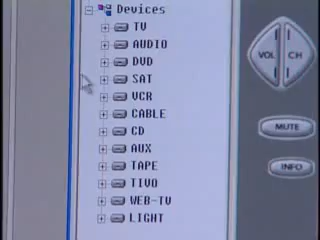 Devices
TV
AUDIO
DVD
SAT
VCR
CABLE
CD
AUX
TAPE
TIVO
WEB-TV
LIGHT
VOL CH
MUTE
INFO